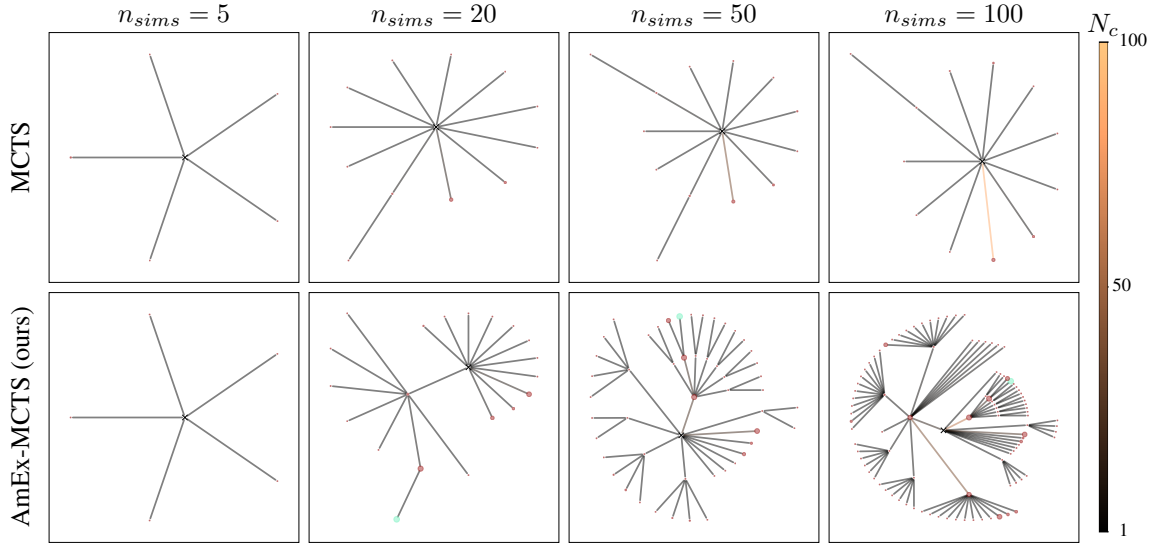 n_sims = 5
n_sims = 20
n_sims = 50
n_sims = 100
N_c
100
MCTS
50
AmEx-MCTS (ours)
1